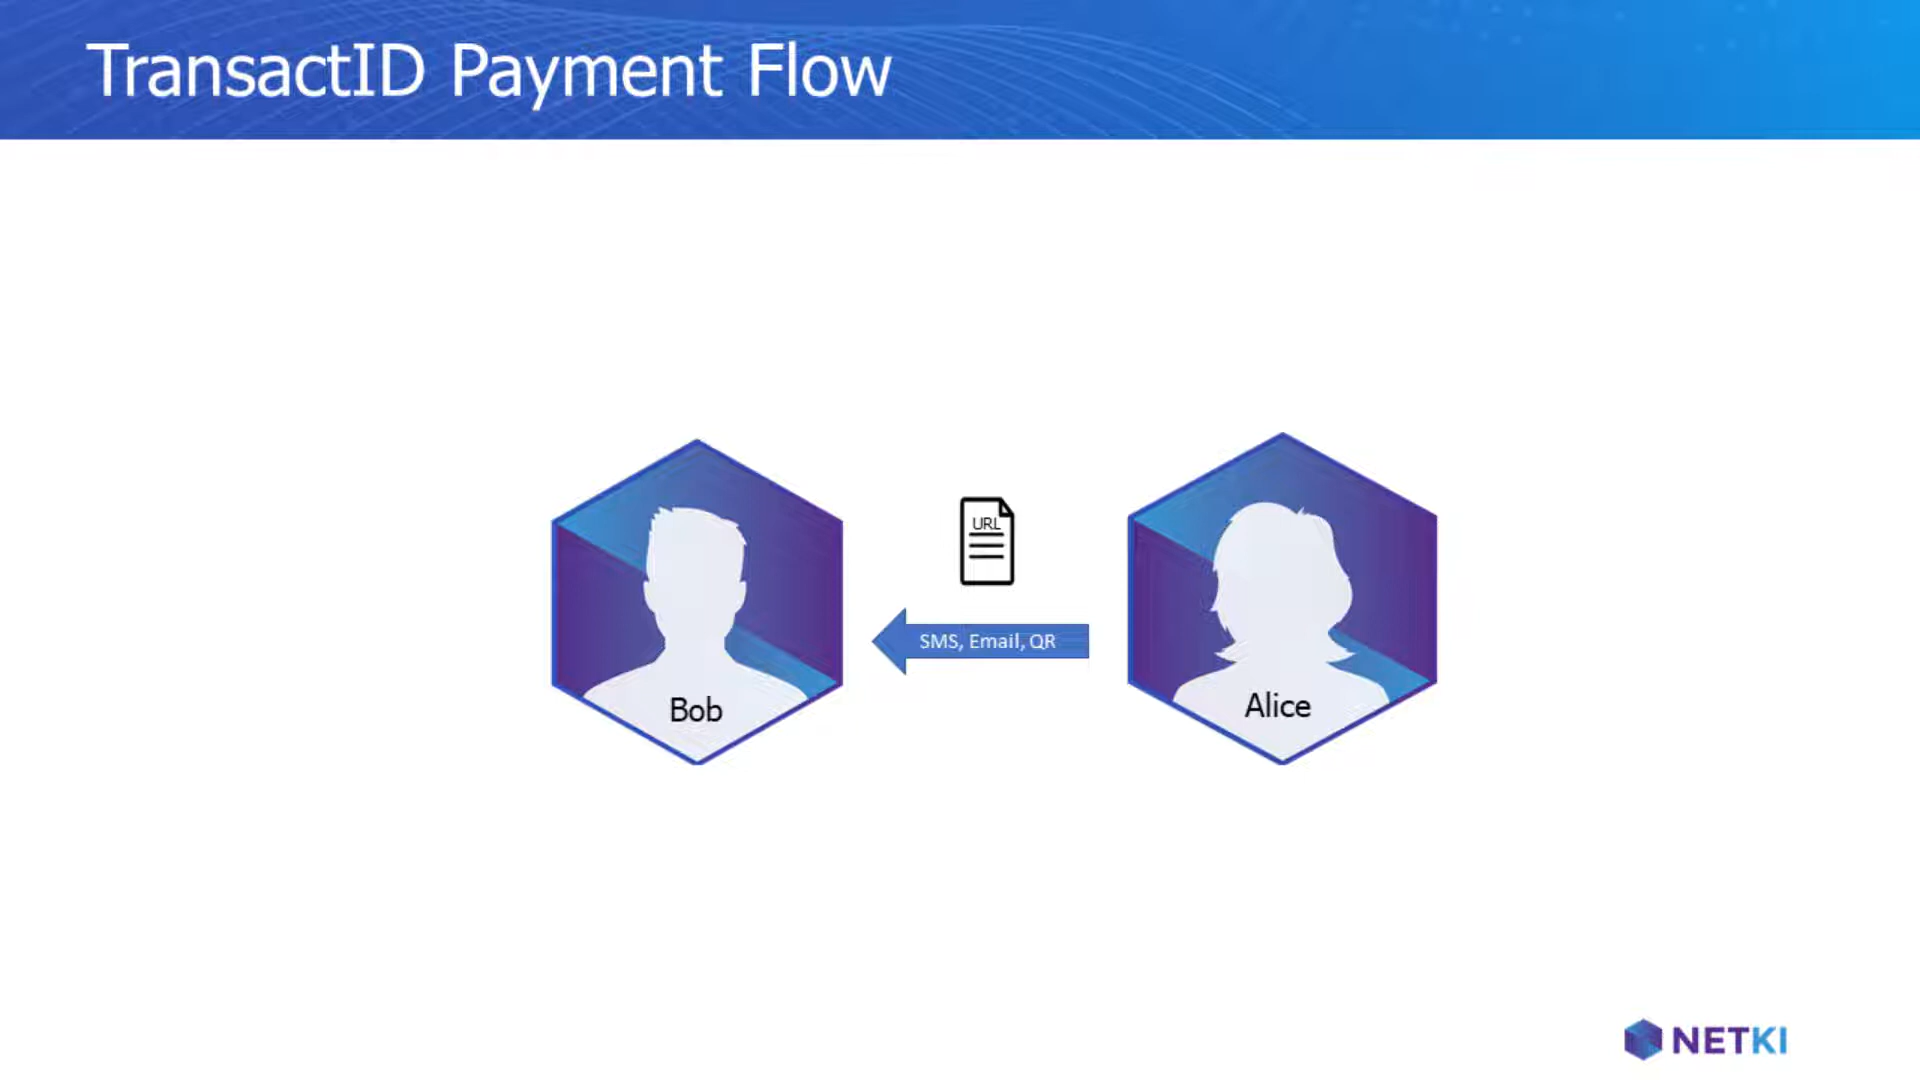 TransactID Payment Flow
URL
SMS, Email, QR
Bob
Alice
NETKI